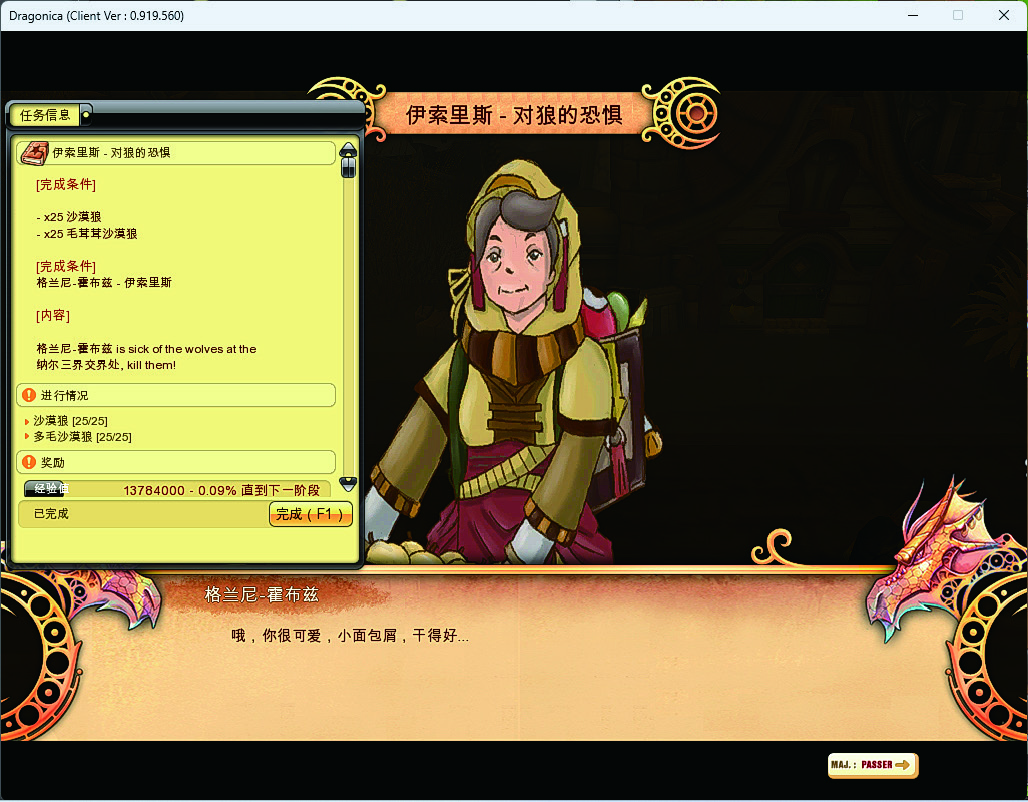 Dragonica (Client Ver : 0.919.560)
伊索里斯 - 对狼的恐惧
任务信息
伊索里斯 - 对狼的恐惧
[完成条件]
- x25 沙漠狼
- x25 毛茸茸沙漠狼
[完成条件]
格兰尼-霍布兹 - 伊索里斯
[内容]
格兰尼-霍布兹 is sick of the wolves at the
纳尔三界交界处, kill them!
进行情况
沙漠狼 [25/25]
多毛沙漠狼 [25/25]
奖励
经验值 13784000 - 0.09% 直到下一阶段
已完成 完成 ( F1 )
格兰尼-霍布兹
哦，你很可爱，小面包屑，干得好...
MAJ. : PASSER